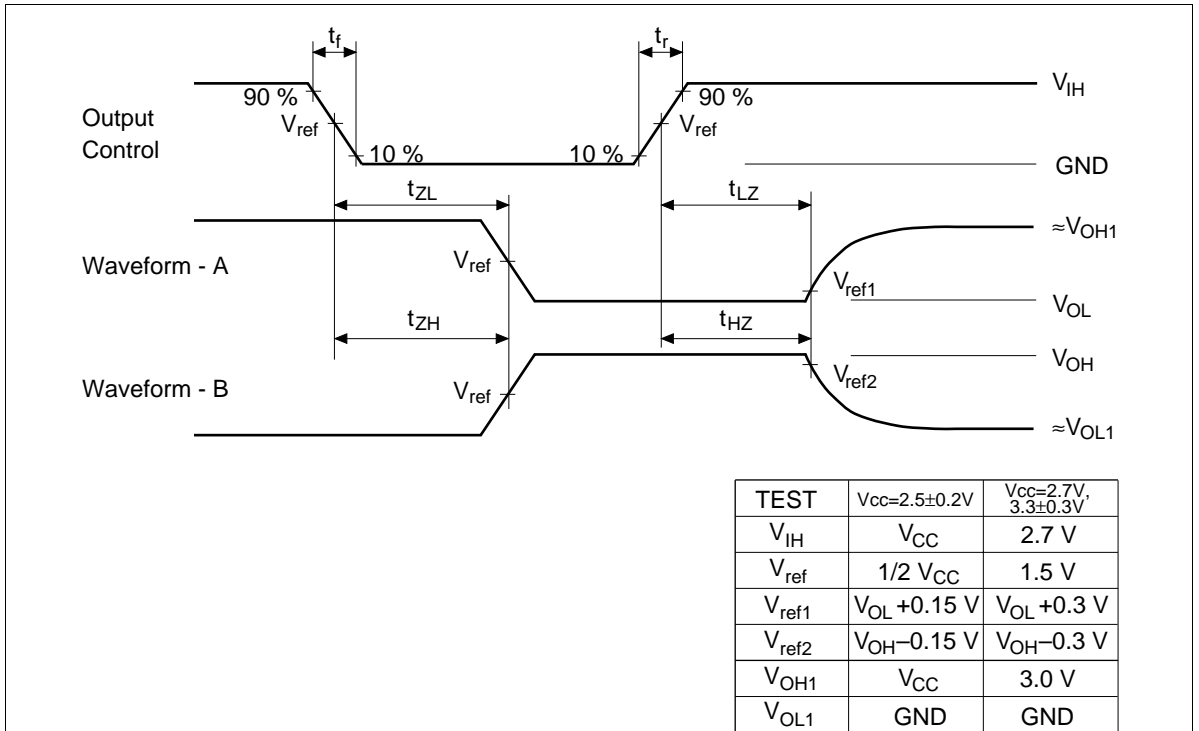 tf
tr
90 %
90 %
VIH
Output
Control
Vref
Vref
10 %
10 %
GND
tZL
tLZ
≈VOH1
Waveform - A
Vref
Vref1
VOL
tZH
tHZ
VOH
Waveform - B
Vref
Vref2
≈VOL1
TEST Vcc=2.5±0.2V Vcc=2.7V, 3.3±0.3V
VIH VCC 2.7 V
Vref 1/2 VCC 1.5 V
Vref1 VOL +0.15 V VOL +0.3 V
Vref2 VOH–0.15 V VOH–0.3 V
VOH1 VCC 3.0 V
VOL1 GND GND